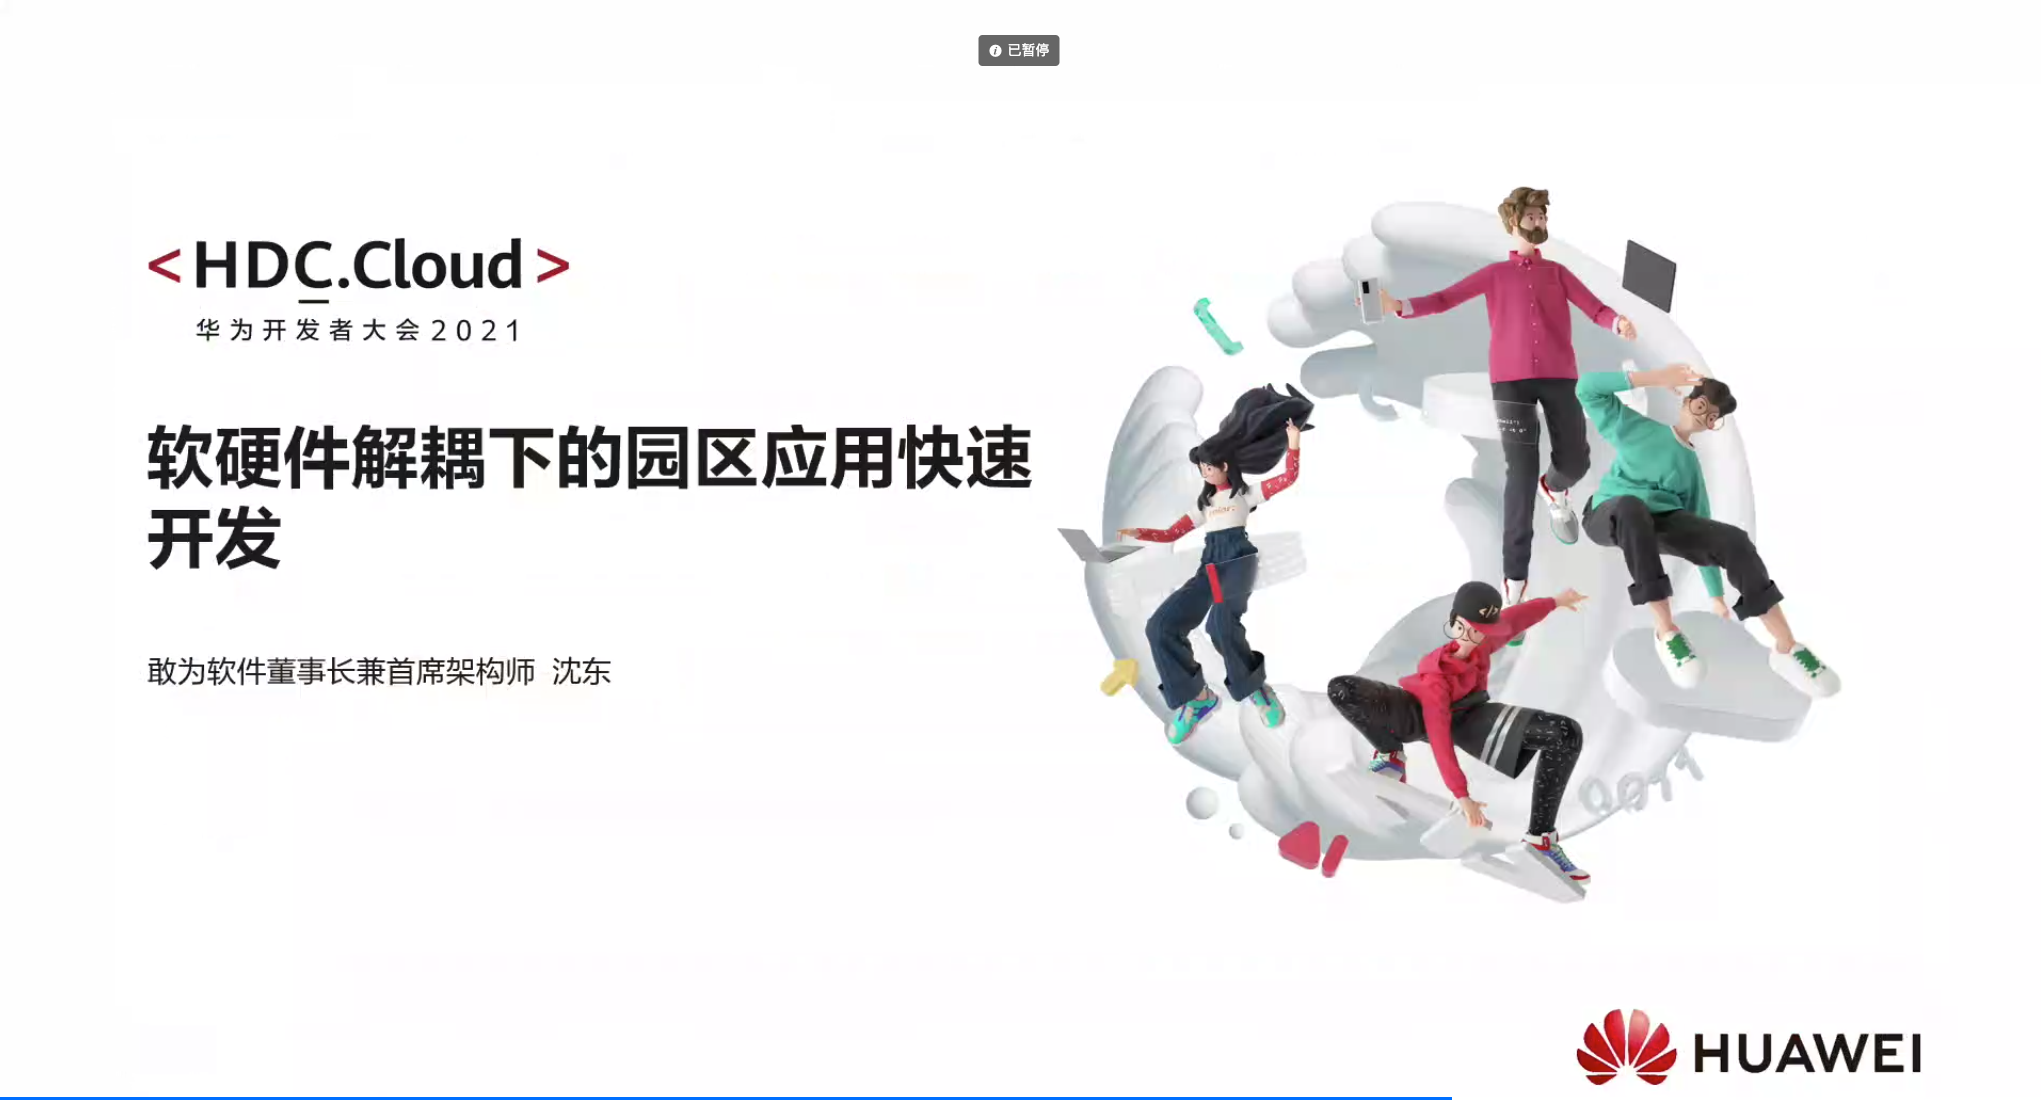 已暂停
<HDC.Cloud>
华为开发者大会2021
软硬件解耦下的园区应用快速
开发
敢为软件董事长兼首席架构师 沈东
</>
HUAWEI